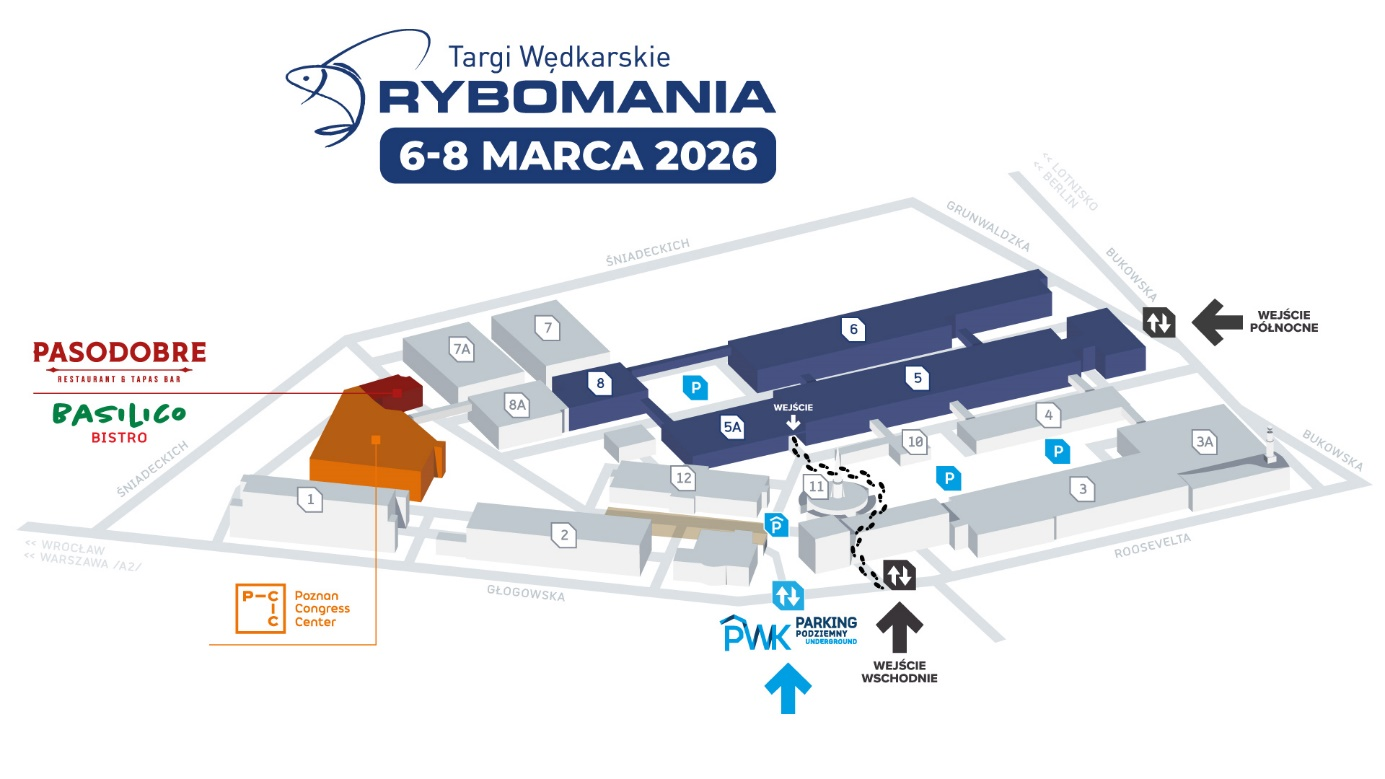 Targi Wędkarskie
RYBOMANIA
6-8 MARCA 2026
<< LOTNISKO
<< BERLIN
GRUNWALDZKA
BUKOWSKA
ŚNIADECKICH
WEJŚCIE
PÓŁNOCNE
6
7
7A
5
8
P
8A
WEJŚCIE
5A
4
10
3A
BUKOWSKA
PASODOBRE
RESTAURANT & TAPAS BAR
BASILICO
BISTRO
ŚNIADECKICH
P
P
12
11
3
1
2
P
<< WROCŁAW
<< WARSZAWA /A2/
ROOSEVELTA
GŁOGOWSKA
P-C
I
C
Poznan
Congress
Center
PWK
PARKING
PODZIEMNY
UNDERGROUND
WEJŚCIE
WSCHODNIE